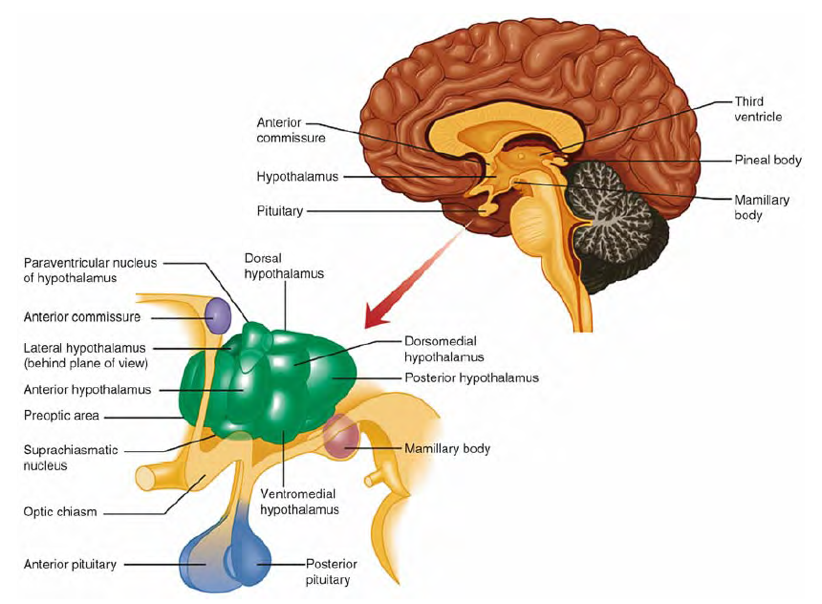 Anterior
commissure
Hypothalamus
Pituitary
Third
ventricle
Pineal body
Mamillary
body
Paraventricular nucleus
of hypothalamus
Dorsal
hypothalamus
Anterior commissure
Lateral hypothalamus
(behind plane of view)
Anterior hypothalamus
Preoptic area
Suprachiasmatic
nucleus
Optic chiasm
Anterior pituitary
Dorsomedial
hypothalamus
Posterior hypothalamus
Mamillary body
Ventromedial
hypothalamus
Posterior
pituitary